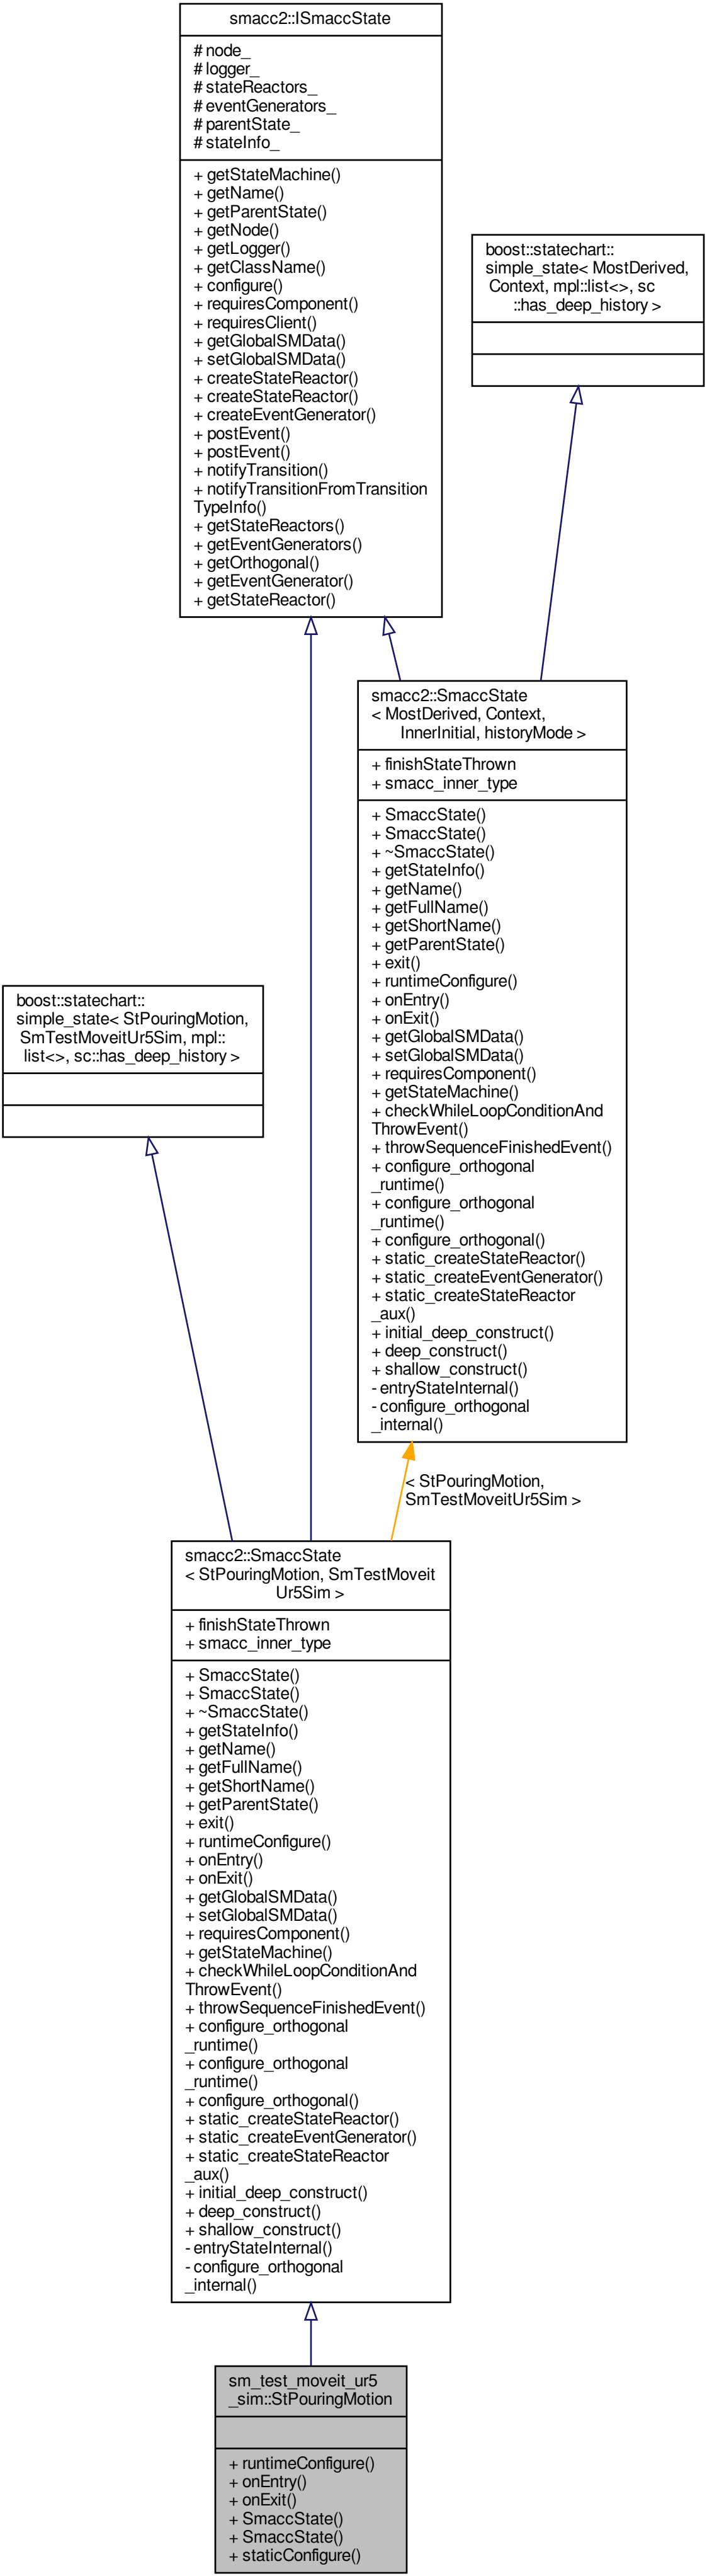 smacc2::ISmaccState
# node_
# logger_
# stateReactors_
# eventGenerators_
# parentState_
# stateInfo_
+ getStateMachine()
+ getName()
+ getParentState()
+ getNode()
+ getLogger()
+ getClassName()
+ configure()
+ requiresComponent()
+ requiresClient()
+ getGlobalSMData()
+ setGlobalSMData()
+ createStateReactor()
+ createStateReactor()
+ createEventGenerator()
+ postEvent()
+ postEvent()
+ notifyTransition()
+ notifyTransitionFromTransition
TypeInfo()
+ getStateReactors()
+ getEventGenerators()
+ getOrthogonal()
+ getEventGenerator()
+ getStateReactor()
boost::statechart::
simple_state< MostDerived,
Context, mpl::list<>, sc
::has_deep_history >
smacc2::SmaccState
< MostDerived, Context,
InnerInitial, historyMode >
+ finishStateThrown
+ smacc_inner_type
+ SmaccState()
+ SmaccState()
+ ~SmaccState()
+ getStateInfo()
+ getName()
+ getFullName()
+ getShortName()
+ getParentState()
+ exit()
+ runtimeConfigure()
+ onEntry()
+ onExit()
+ getGlobalSMData()
+ setGlobalSMData()
+ requiresComponent()
+ getStateMachine()
+ checkWhileLoopConditionAnd
ThrowEvent()
+ throwSequenceFinishedEvent()
+ configure_orthogonal
_runtime()
+ configure_orthogonal
_runtime()
+ configure_orthogonal()
+ static_createStateReactor()
+ static_createEventGenerator()
+ static_createStateReactor
_aux()
+ initial_deep_construct()
+ deep_construct()
+ shallow_construct()
- entryStateInternal()
- configure_orthogonal
_internal()
boost::statechart::
simple_state< StPouringMotion,
SmTestMoveitUr5Sim, mpl::
list<>, sc::has_deep_history >
< StPouringMotion,
SmTestMoveitUr5Sim >
smacc2::SmaccState
< StPouringMotion, SmTestMoveit
Ur5Sim >
+ finishStateThrown
+ smacc_inner_type
+ SmaccState()
+ SmaccState()
+ ~SmaccState()
+ getStateInfo()
+ getName()
+ getFullName()
+ getShortName()
+ getParentState()
+ exit()
+ runtimeConfigure()
+ onEntry()
+ onExit()
+ getGlobalSMData()
+ setGlobalSMData()
+ requiresComponent()
+ getStateMachine()
+ checkWhileLoopConditionAnd
ThrowEvent()
+ throwSequenceFinishedEvent()
+ configure_orthogonal
_runtime()
+ configure_orthogonal
_runtime()
+ configure_orthogonal()
+ static_createStateReactor()
+ static_createEventGenerator()
+ static_createStateReactor
_aux()
+ initial_deep_construct()
+ deep_construct()
+ shallow_construct()
- entryStateInternal()
- configure_orthogonal
_internal()
sm_test_moveit_ur5
_sim::StPouringMotion
+ runtimeConfigure()
+ onEntry()
+ onExit()
+ SmaccState()
+ SmaccState()
+ staticConfigure()